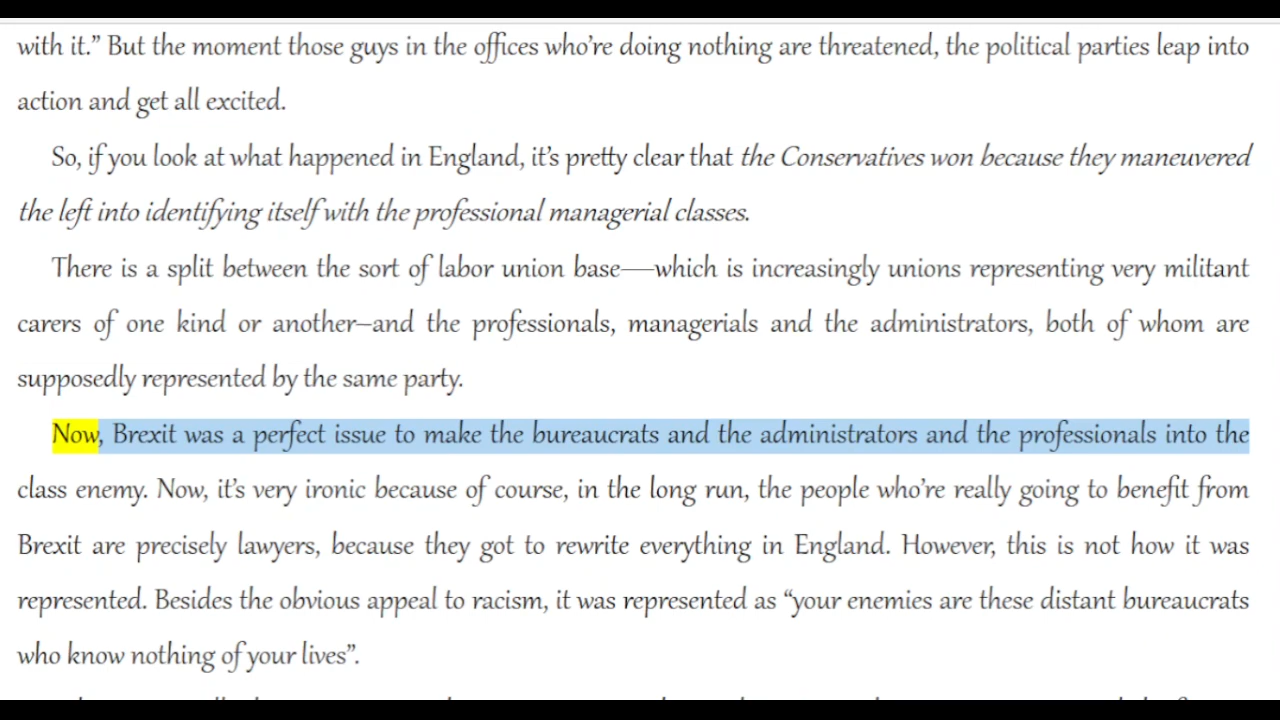 with it.” But the moment those guys in the offices who’re doing nothing are threatened, the political parties leap into
action and get all excited.
So, if you look at what happened in England, it’s pretty clear that the Conservatives won because they maneuvered
the left into identifying itself with the professional managerial classes.
There is a split between the sort of labor union base—which is increasingly unions representing very militant
carers of one kind or another–and the professionals, managerials and the administrators, both of whom are
supposedly represented by the same party.
Now, Brexit was a perfect issue to make the bureaucrats and the administrators and the professionals into the
class enemy. Now, it’s very ironic because of course, in the long run, the people who’re really going to benefit from
Brexit are precisely lawyers, because they got to rewrite everything in England. However, this is not how it was
represented. Besides the obvious appeal to racism, it was represented as “your enemies are these distant bureaucrats
who know nothing of your lives”.